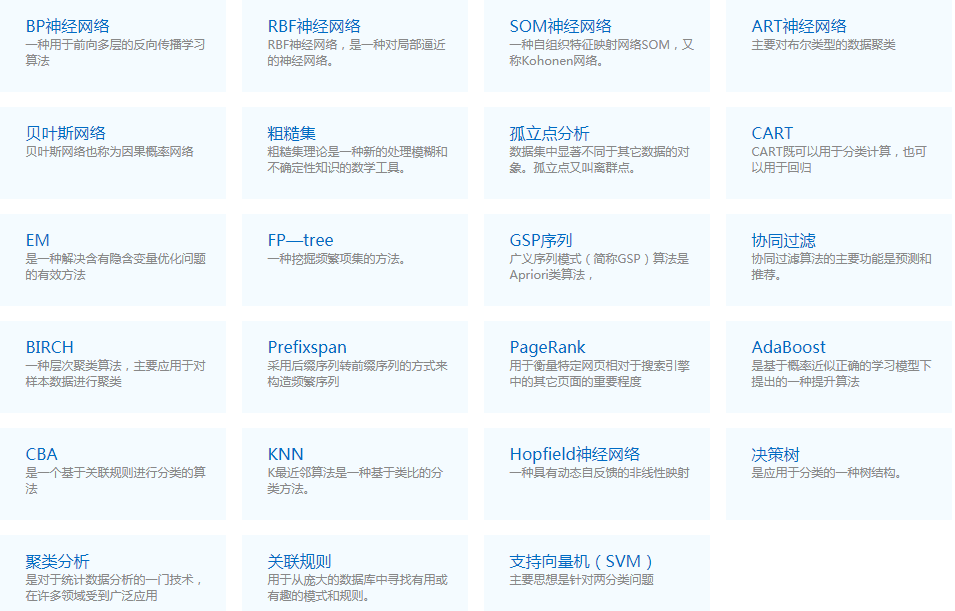 BP神经网络
一种用于前向多层的反向传播学习
算法
RBF神经网络
RBF神经网络，是一种对局部逼近
的神经网络。
SOM神经网络
一种自组织特征映射网络SOM，又
称Kohonen网络。
ART神经网络
主要对布尔类型的数据聚类
贝叶斯网络
贝叶斯网络也称为因果概率网络
粗糙集
粗糙集理论是一种新的处理模糊和
不确定性知识的数学工具。
孤立点分析
数据集中显著不同于其它数据的对
象。孤立点又叫离群点。
CART
CART既可以用于分类计算，也可
以用于回归
EM
是一种解决含有隐含变量优化问题
的有效方法
FP—tree
一种挖掘频繁项集的方法。
GSP序列
广义序列模式（简称GSP）算法是
Apriori类算法，
协同过滤
协同过滤算法的主要功能是预测和
推荐。
BIRCH
一种层次聚类算法，主要应用于对
样本数据进行聚类
Prefixspan
采用后缀序列转前缀序列的方式来
构造频繁序列
PageRank
用于衡量特定网页相对于搜索引擎
中的其它页面的重要程度
AdaBoost
是基于概率近似正确的学习模型下
提出的一种提升算法
CBA
是一个基于关联规则进行分类的算
法
KNN
K最近邻算法是一种基于类比的分
类方法。
Hopfield神经网络
一种具有动态自反馈的非线性映射
决策树
是应用于分类的一种树结构。
聚类分析
是对于统计数据分析的一门技术，
在许多领域受到广泛应用
关联规则
用于从庞大的数据库中寻找有用或
有趣的模式和规则。
支持向量机（SVM）
主要思想是针对两分类问题